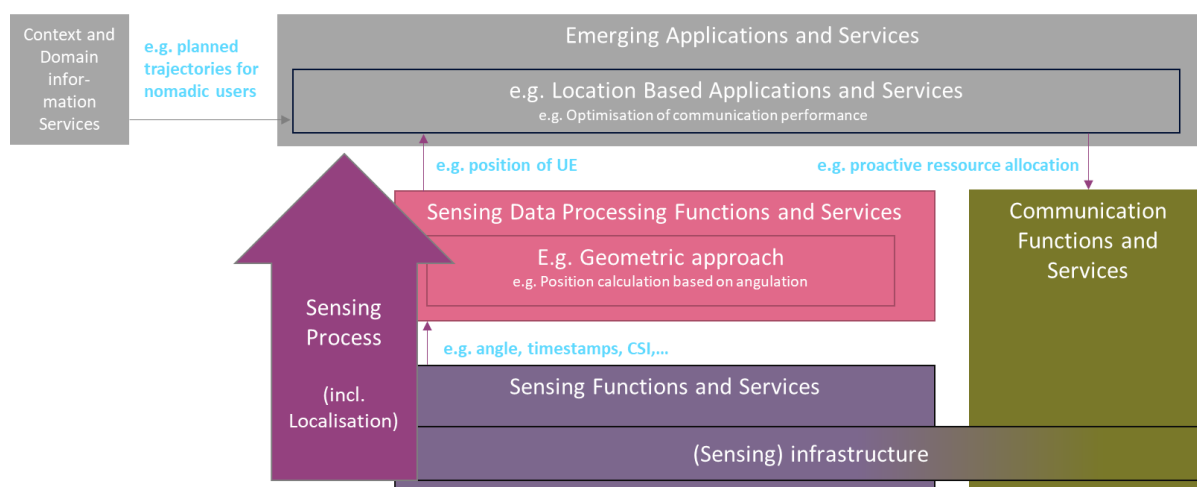 Context and
Domain
infor-
mation
Services
e.g. planned
trajectories for
nomadic users
Emerging Applications and Services
e.g. Location Based Applications and Services
e.g. Optimisation of communication performance
e.g. position of UE
e.g. proactive ressource allocation
Sensing Data Processing Functions and Services
E.g. Geometric approach
e.g. Position calculation based on angulation
Communication
Functions and
Services
Sensing
Process
(incl.
Localisation)
e.g. angle, timestamps, CSI,...
Sensing Functions and Services
(Sensing) infrastructure